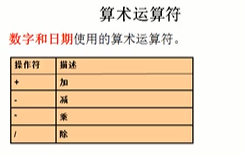 算术运算符
数字和日期使用的算术运算符。
操作符 描述
+ 加
- 减
* 乘
/ 除